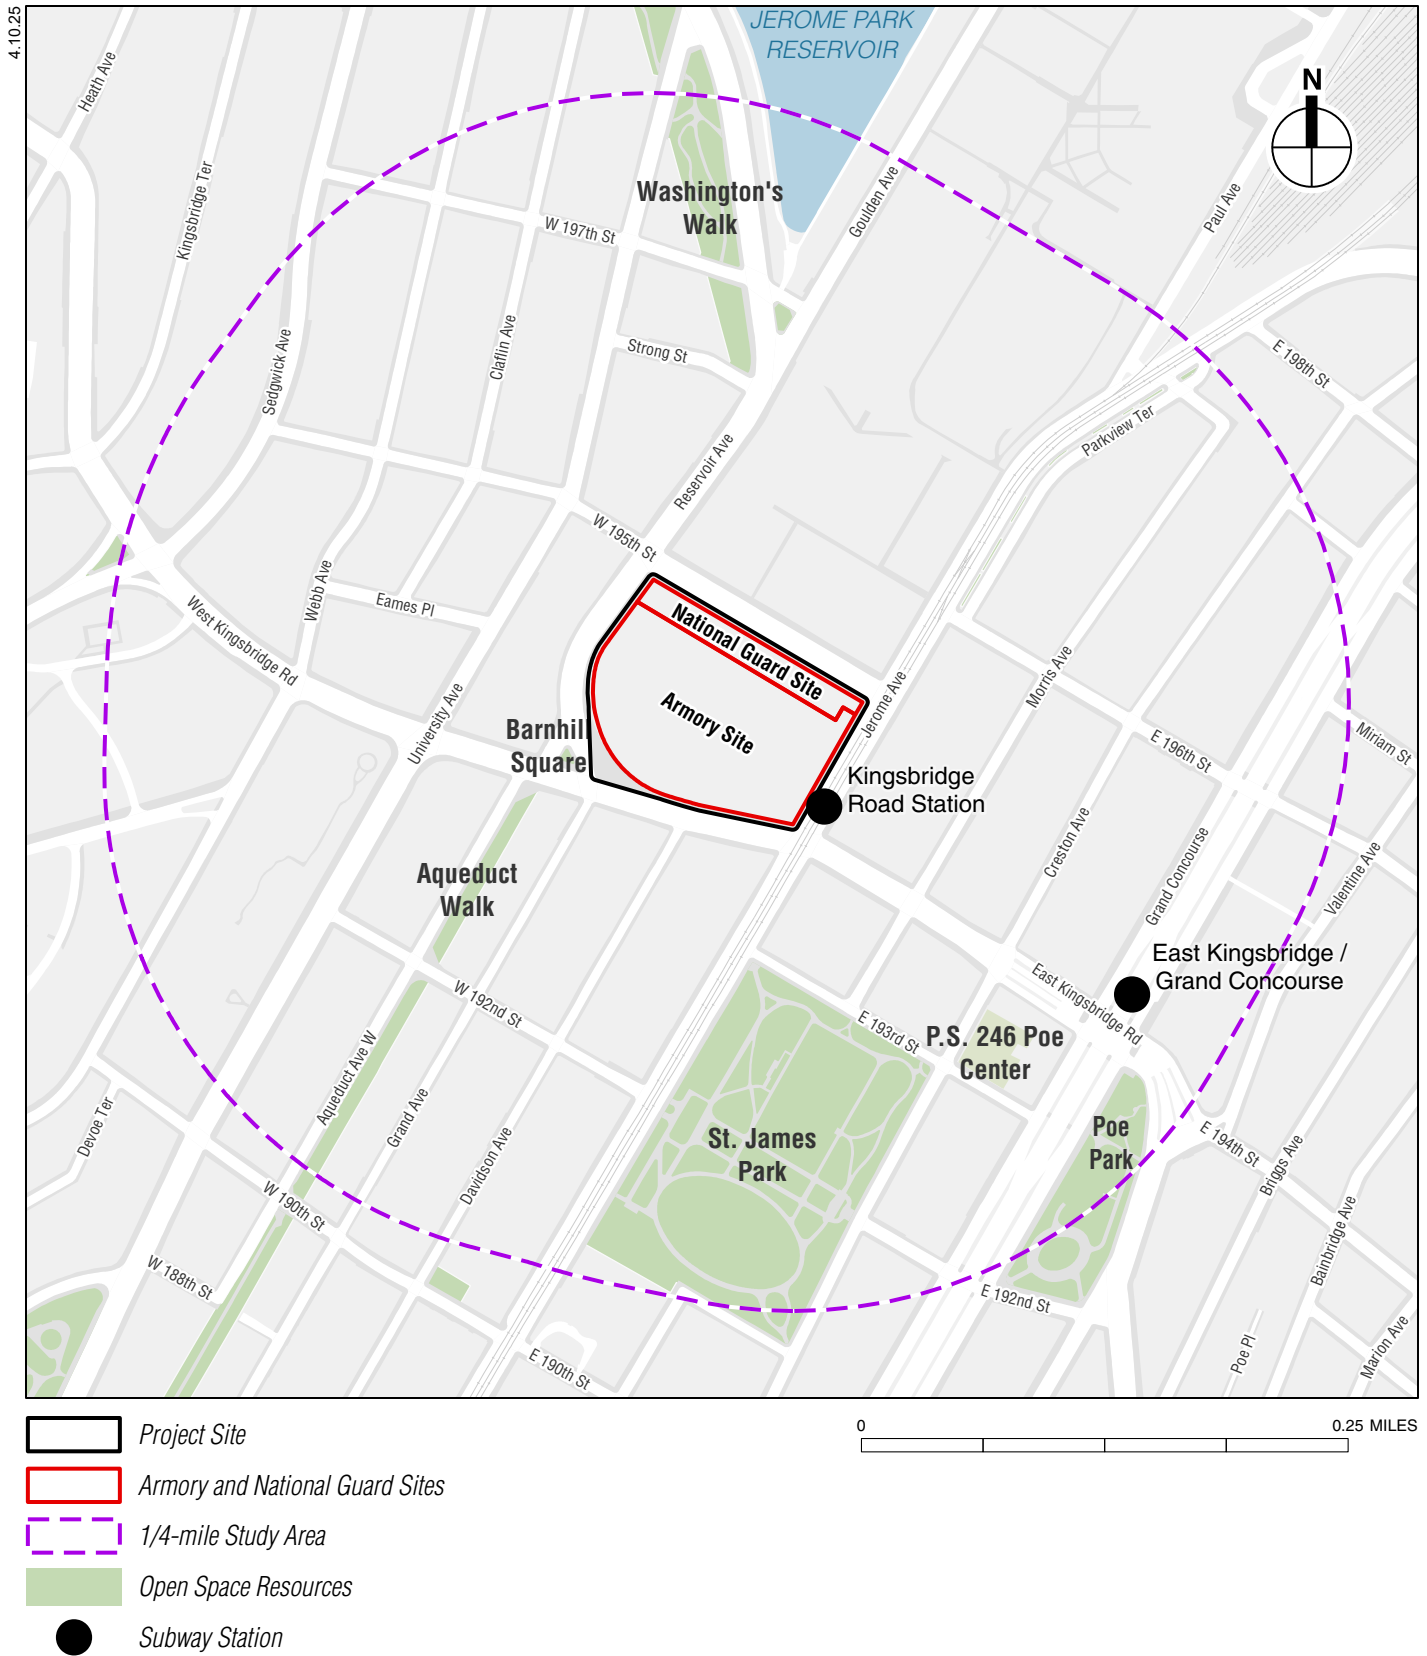 4.10.25
JEROME PARK
RESERVOIR
N
Heath Ave
Kingsbridge Ter
Washington's
Walk
Goulden Ave
Paul Ave
W 197th St
Sedgwick Ave
Claflin Ave
Strong St
E 198th St
Parkview Ter
Reservoir Ave
W 195th St
Webb Ave
Eames Pl
West Kingsbridge Rd
National Guard Site
Armory Site
University Ave
Barnhill
Square
Jerome Ave
Morris Ave
E 196th St
Miriam St
Kingsbridge
Road Station
Creston Ave
Grand Concourse
Valentine Ave
Aqueduct
Walk
East Kingsbridge /
Grand Concourse
East Kingsbridge Rd
W 192nd St
E 193rd St
P.S. 246 Poe
Center
Aqueduct Ave W
Grand Ave
Devoe Ter
Davidson Ave
St. James
Park
Poe
Park
E 194th St
Briggs Ave
W 190th St
Bainbridge Ave
W 188th St
E 192nd St
E 190th St
Poe Pl
Marion Ave
Project Site
0 0.25 MILES
Armory and National Guard Sites
1/4-mile Study Area
Open Space Resources
Subway Station